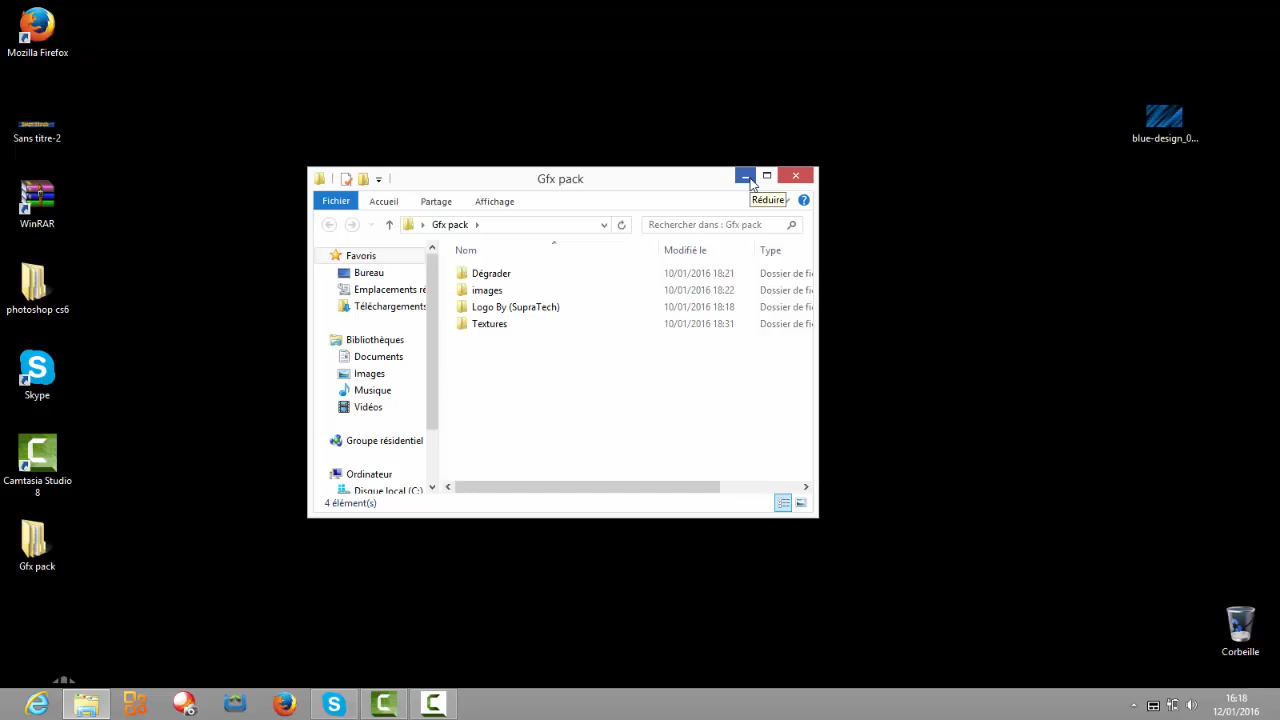 Mozilla Firefox
Sans titre-2
WinRAR
photoshop cs6
Skype
Camtasia Studio
8
Gfx pack
blue-design_0...
Corbeille
Gfx pack
Réduire
Fichier Accueil Partage Affichage
Gfx pack
Rechercher dans : Gfx pack
Nom Modifié le Type
Favoris
Bureau
Emplacements ré
Téléchargements
Bibliothèques
Documents
Images
Musique
Vidéos
Groupe résidentiel
Ordinateur
Disque local (C:)
Dégrader 10/01/2016 18:21 Dossier de fi
images 10/01/2016 18:22 Dossier de fi
Logo By (SupraTech) 10/01/2016 18:18 Dossier de fi
Textures 10/01/2016 18:31 Dossier de fi
4 élément(s)
16:18
12/01/2016